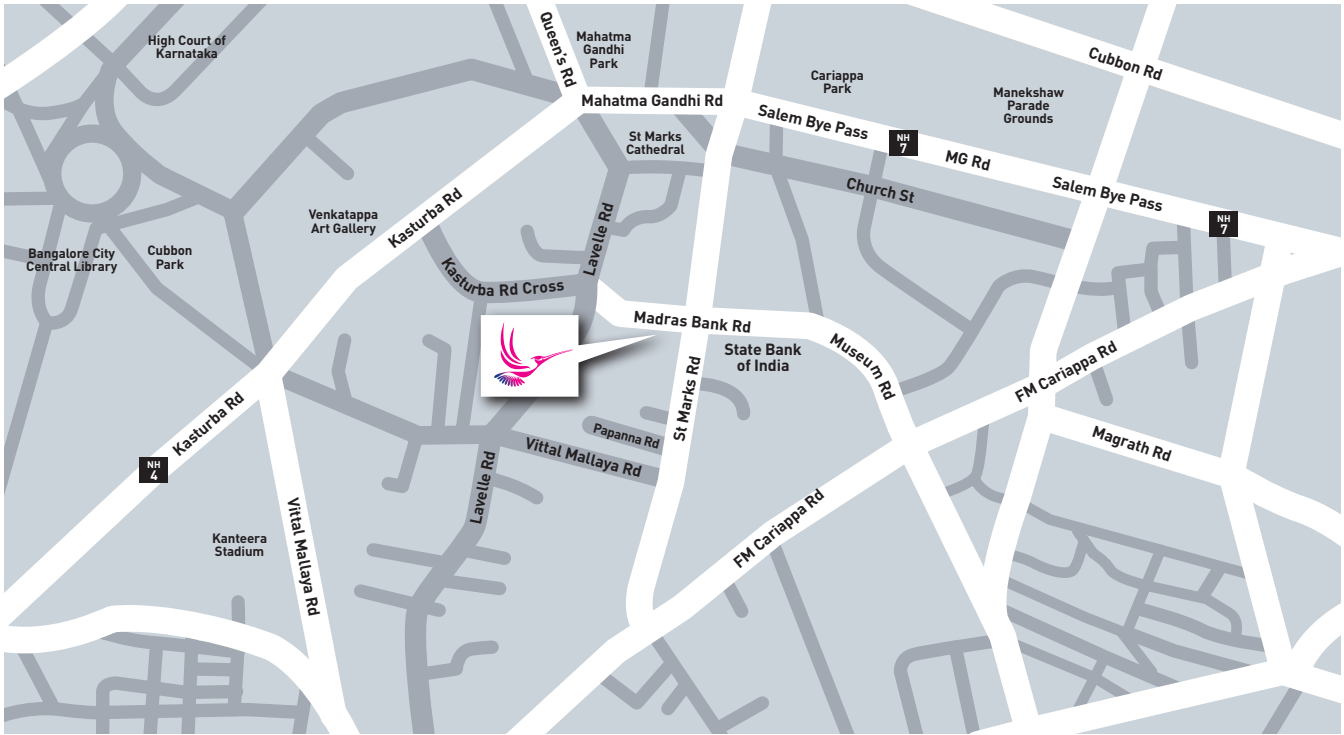 High Court of
Karnataka
Queen's Rd
Mahatma
Gandhi
Park
Cubbon Rd
Cariappa
Park
Manekshaw
Parade
Grounds
Mahatma Gandhi Rd
Salem Bye Pass
NH
7
MG Rd
Salem Bye Pass
NH
7
St Marks
Cathedral
Church St
Venkatappa
Art Gallery
Kasturba Rd
Lavelle Rd
Bangalore City
Central Library
Cubbon
Park
Kasturba Rd Cross
Madras Bank Rd
State Bank
of India
Museum Rd
FM Cariappa Rd
St Marks Rd
Kasturba Rd
NH
4
Papanna Rd
Vittal Mallaya Rd
Magrath Rd
Lavelle Rd
FM Cariappa Rd
Kanteera
Stadium
Vittal Mallaya Rd